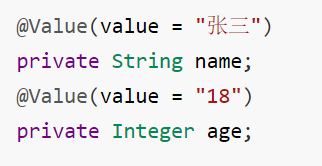 @Value(value = "张三")
private String name;
@Value(value = "18")
private Integer age;